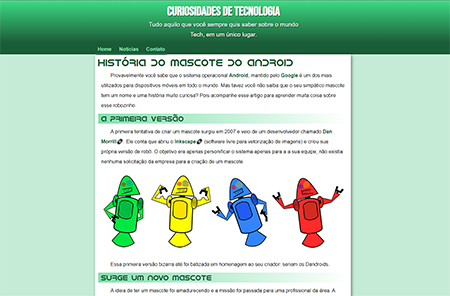 CURIOSIDADES DE TECNOLOGIA
Tudo aquilo que você sempre quis saber sobre o mundo
Tech, em um único lugar.
Home Notícias Contato
HISTÓRIA DO MASCOTE DO ANDROID
Provavelmente você sabe que o sistema operacional Android, mantido pelo Google é um dos mais
utilizados para dispositivos móveis em todo o mundo. Mas talvez você não saiba que o seu simpático mascote
tem um nome e uma história muito curiosa? Pois acompanhe esse artigo para aprender muita coisa sobre
esse robozinho.
A PRIMEIRA VERSÃO
A primeira tentativa de criar um mascote surgiu em 2007 e veio de um desenvolvedor chamado Dan
Morrill. Ele conta que abriu o Inkscape (software livre para vetorização de imagens) e criou sua
própria versão de robô. O objetivo era apenas personificar o sistema apenas para a sua equipe, não existia
nenhuma solicitação da empresa para a criação de um mascote.
Essa primeira versão bizarra até foi batizada em homenagem ao seu criador: seriam os Dandroids.
SURGE UM NOVO MASCOTE
A ideia de ter um mascote foi amadurecendo e a missão foi passada para uma profissional da área. A